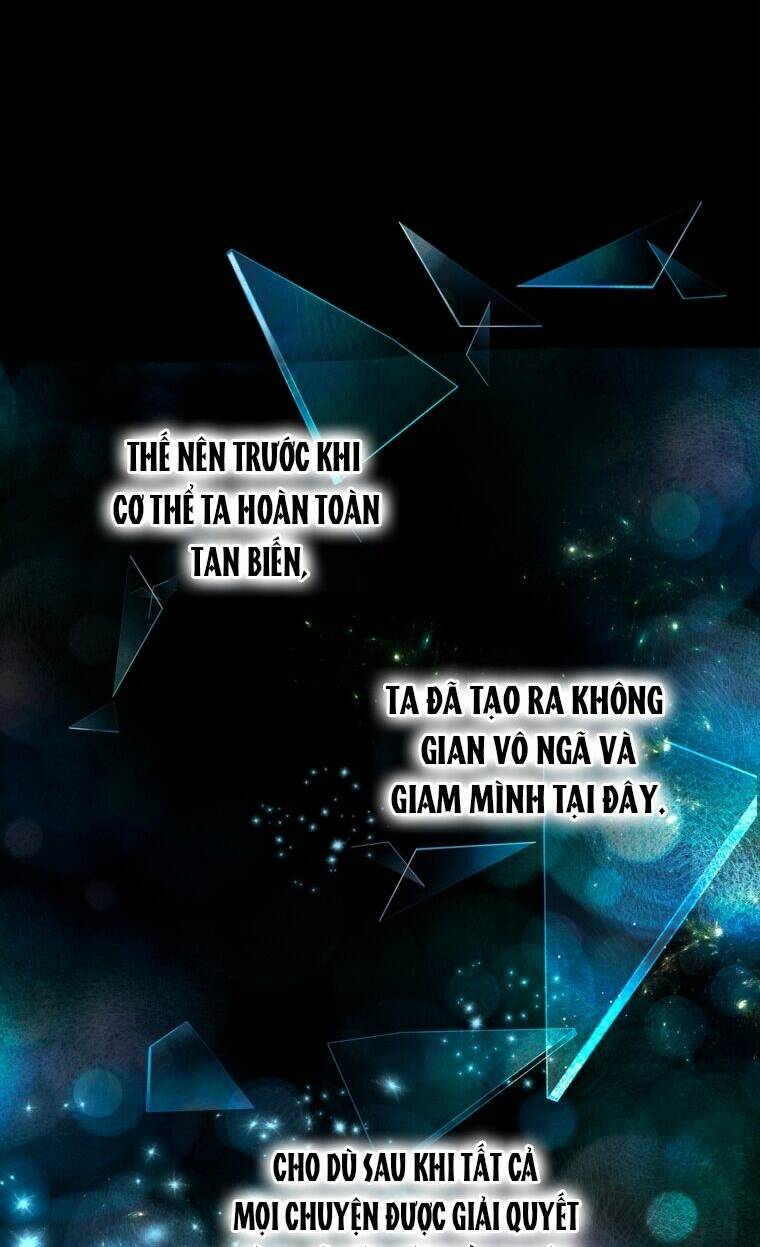 THẾ NÊN TRƯỚC KHI
CƠ THỂ TA HOÀN TOÀN
TAN BIẾN,
TA ĐÃ TẠO RA KHÔNG
GIAN VÔ NGÃ VÀ
GIAM MÌNH TẠI ĐÂY.
CHO DÙ SAU KHI TẤT CẢ
MỌI CHUYỆN ĐƯỢC GIẢI QUYẾT